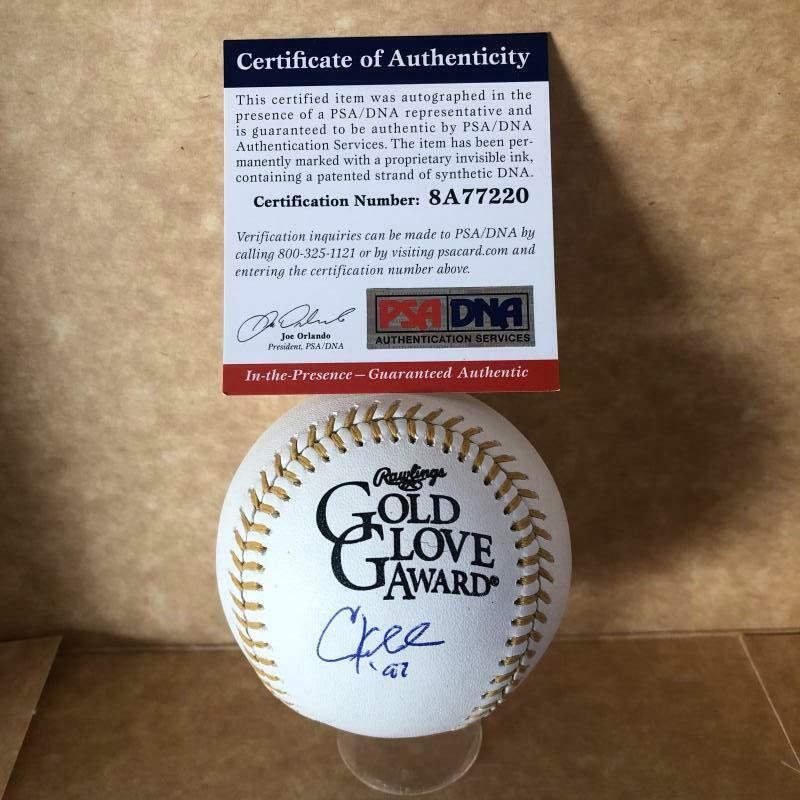 Certificate of Authenticity
This certified item was autographed in the
presence of a PSA/DNA representative and
is guaranteed to be authentic by PSA/DNA
Authentication Services. The item has been per-
manently marked with a proprietary invisible ink,
containing a patented strand of synthetic DNA.
Certification Number: 8A77220
Verification inquiries can be made to PSA/DNA by
calling 800-325-1121 or by visiting psacard.com and
entering the certification number above.
Joe Orlando
President, PSA/DNA
PSA DNA
AUTHENTICATION SERVICES
In-the-Presence—Guaranteed Authentic
Rawlings
GOLD
GLOVE
AWARD®